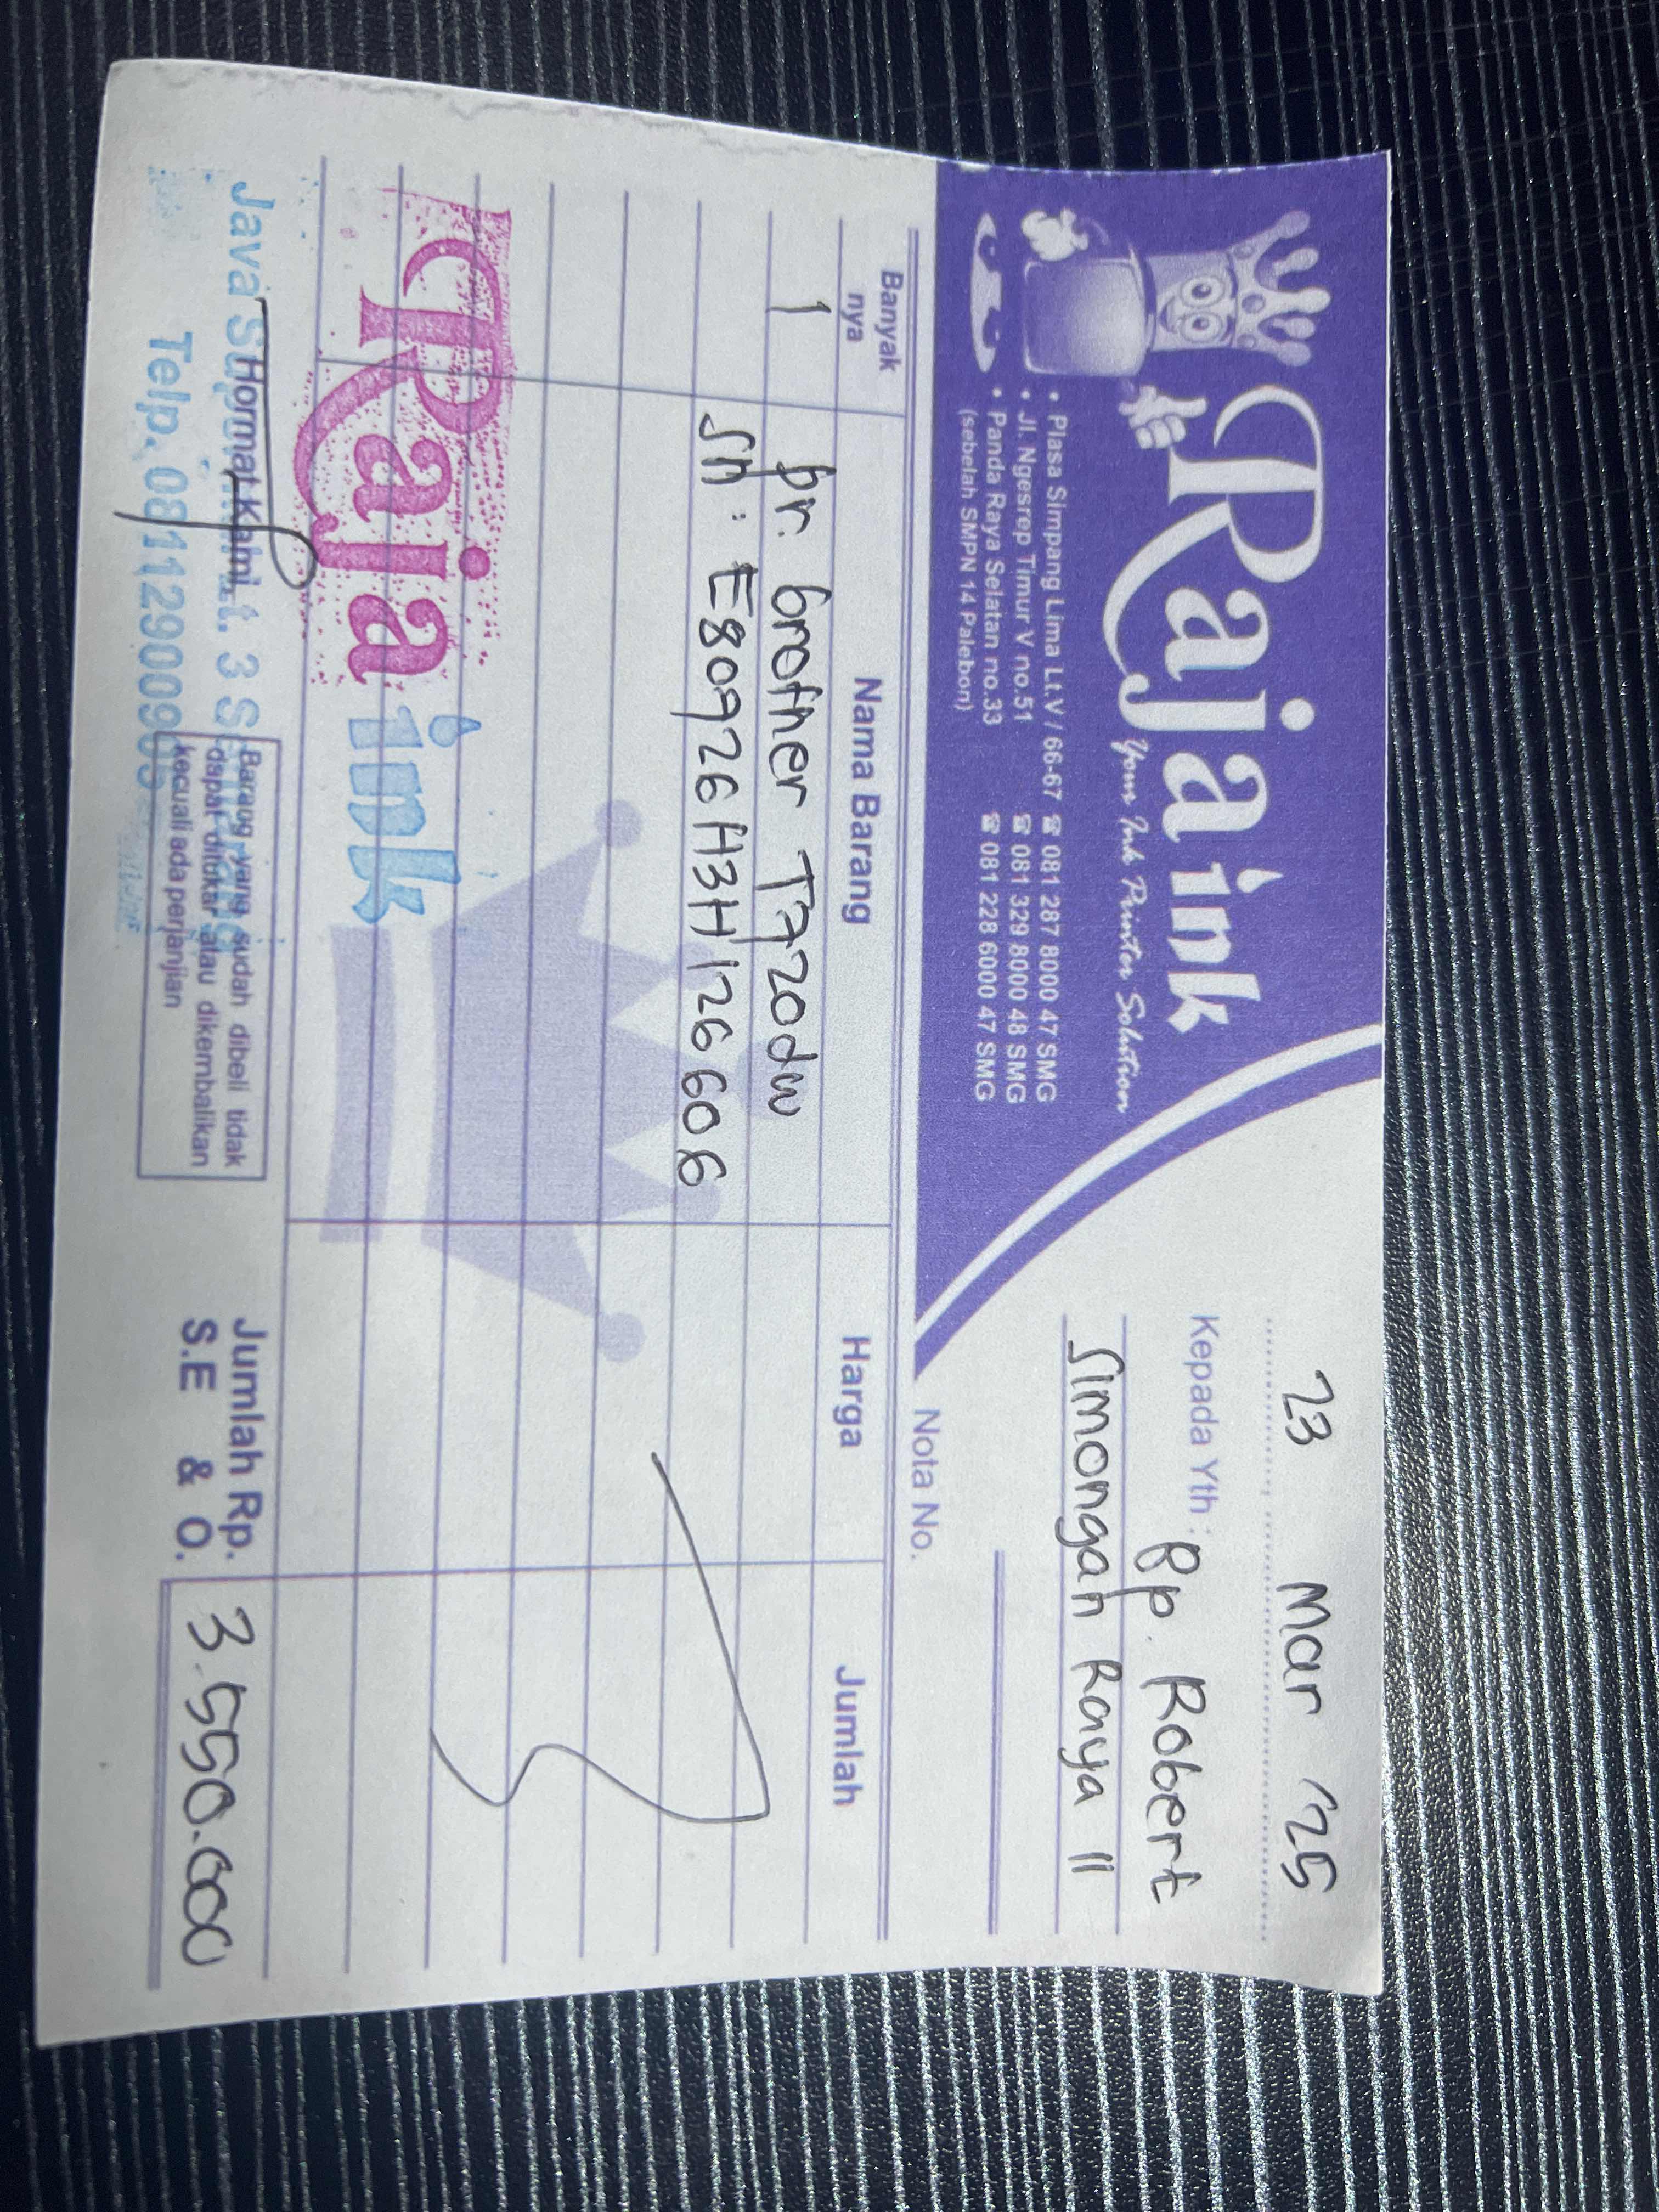 Raja ink
Your Ink Printer Solution
• Plasa Simpang Lima Lt.V / 66-67 ☎ 081 287 8000 47 SMG
• Jl. Ngesrep Timur V no.51 ☎ 081 329 8000 48 SMG
• Panda Raya Selatan no.33 ☎ 081 228 6000 47 SMG
(sebelah SMPN 14 Palebon)
23 Mar '25
Kepada Yth : Bp. Robert
Simongan Raya 11
Nota No.
Banyak nya Nama Barang Harga Jumlah
1 pr. brother T720dw
Sn : E80926H3H126606
Raja ink
Hormat Kami,
Java Lt. 3
Telp.
Barang yang sudah dibeli tidak
dapat ditukar atau dikembalikan
kecuali ada perjanjian
Jumlah Rp. 3.550.000
S.E & O.